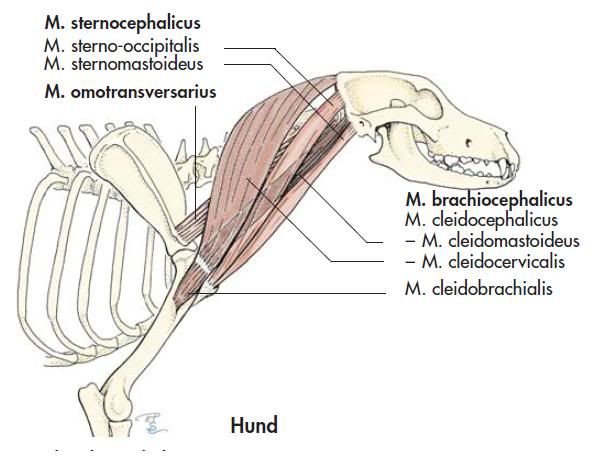 M. sternocephalicus
M. sterno-occipitalis
M. sternomastoideus
M. omotransversarius
M. brachiocephalicus
M. cleidocephalicus
– M. cleidomastoideus
– M. cleidocervicalis
M. cleidobrachialis
Hund